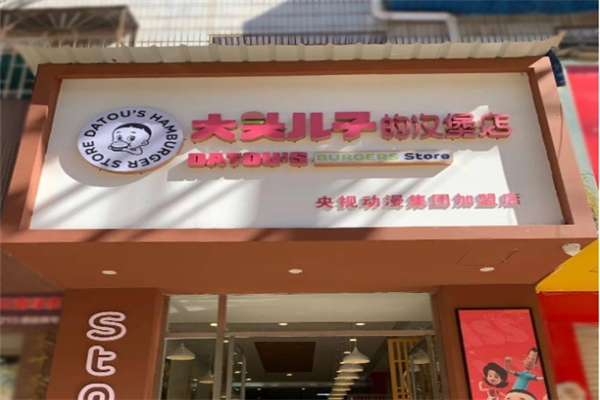 DATOU'S HAMBURGER STORE
大头儿子的汉堡店
DATOU'S BURGERS Store
央视动漫集团加盟店
Sto